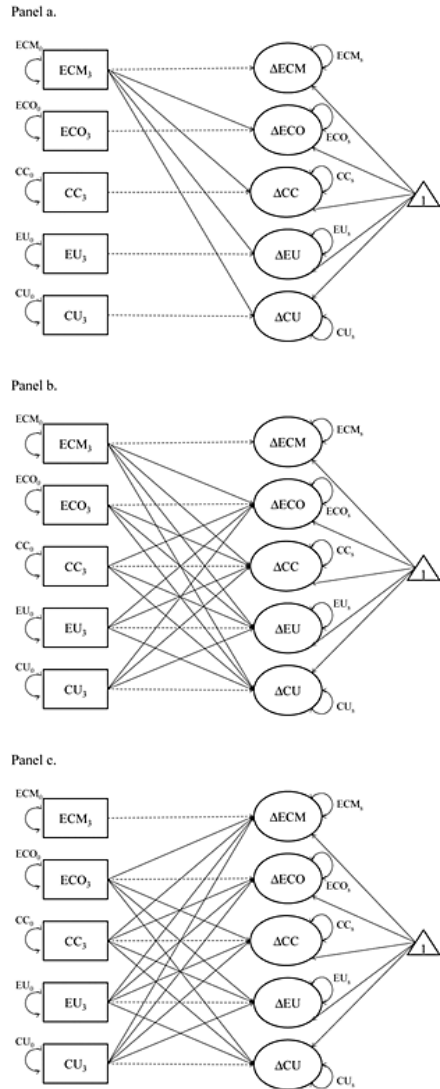 Panel a.
ECM₀
ECM₃
ΔECM
ECMₛ
ECO₀
ECO₃
ΔECO
ECOₛ
CC₀
CC₃
ΔCC
CCₛ
1
EU₀
EU₃
ΔEU
EUₛ
CU₀
CU₃
ΔCU
CUₛ
Panel b.
ECM₀
ECM₃
ΔECM
ECMₛ
ECO₀
ECO₃
ΔECO
ECOₛ
CC₀
CC₃
ΔCC
CCₛ
1
EU₀
EU₃
ΔEU
EUₛ
CU₀
CU₃
ΔCU
CUₛ
Panel c.
ECM₀
ECM₃
ΔECM
ECMₛ
ECO₀
ECO₃
ΔECO
ECOₛ
CC₀
CC₃
ΔCC
CCₛ
1
EU₀
EU₃
ΔEU
EUₛ
CU₀
CU₃
ΔCU
CUₛ